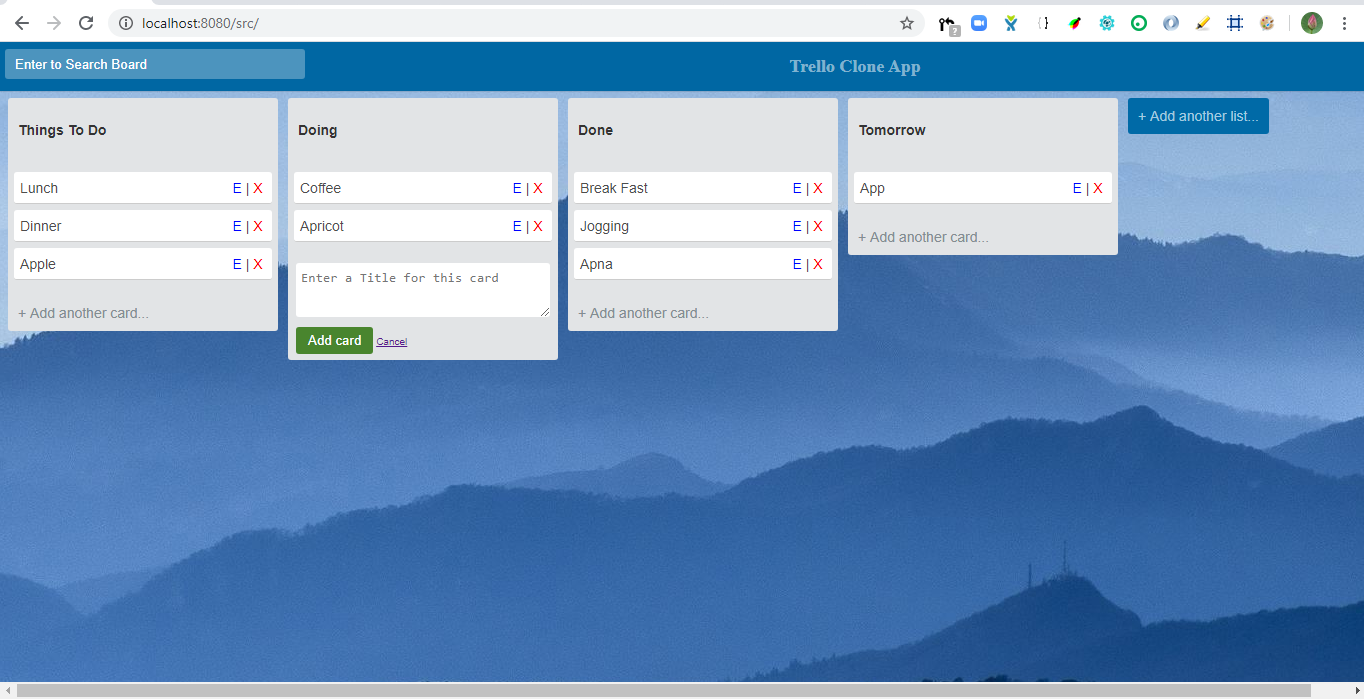 localhost:8080/src/
Enter to Search Board
Trello Clone App
Things To Do
Lunch E | X
Dinner E | X
Apple E | X
+ Add another card...
Doing
Coffee E | X
Apricot E | X
Enter a Title for this card
Add card Cancel
Done
Break Fast E | X
Jogging E | X
Apna E | X
+ Add another card...
Tomorrow
App E | X
+ Add another card...
+ Add another list...